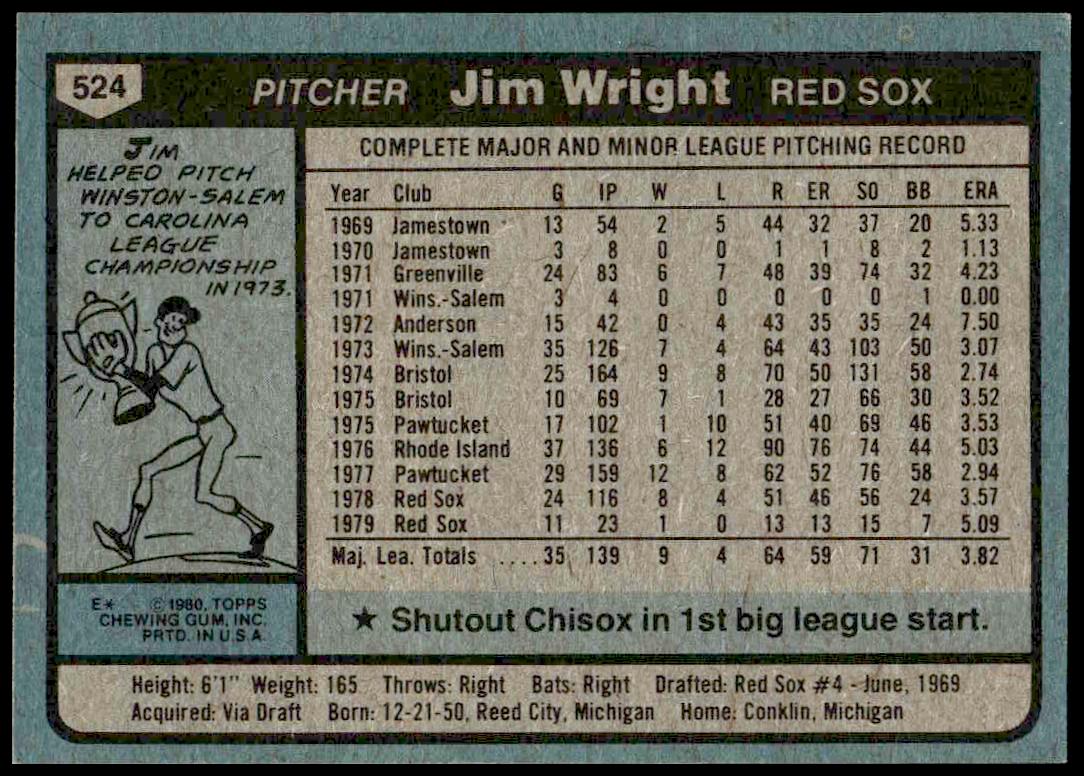 524 PITCHER Jim Wright RED SOX
JIM
HELPED PITCH
WINSTON-SALEM
TO CAROLINA
LEAGUE
CHAMPIONSHIP
IN 1973.
COMPLETE MAJOR AND MINOR LEAGUE PITCHING RECORD
Year Club G IP W L R ER SO BB ERA
1969 Jamestown 13 54 2 5 44 32 37 20 5.33
1970 Jamestown 3 8 0 0 1 1 8 2 1.13
1971 Greenville 24 83 6 7 48 39 74 32 4.23
1971 Wins.-Salem 3 4 0 0 0 0 0 1 0.00
1972 Anderson 15 42 0 4 43 35 35 24 7.50
1973 Wins.-Salem 35 126 7 4 64 43 103 50 3.07
1974 Bristol 25 164 9 8 70 50 131 58 2.74
1975 Bristol 10 69 7 1 28 27 66 30 3.52
1975 Pawtucket 17 102 1 10 51 40 69 46 3.53
1976 Rhode Island 37 136 6 12 90 76 74 44 5.03
1977 Pawtucket 29 159 12 8 62 52 76 58 2.94
1978 Red Sox 24 116 8 4 51 46 56 24 3.57
1979 Red Sox 11 23 1 0 13 13 15 7 5.09
Maj. Lea. Totals ....35 139 9 4 64 59 71 31 3.82
E* © 1980, TOPPS
CHEWING GUM, INC.
PRTD. IN U.S.A.
★ Shutout Chisox in 1st big league start.
Height: 6'1" Weight: 165 Throws: Right Bats: Right Drafted: Red Sox #4 - June, 1969
Acquired: Via Draft Born: 12-21-50, Reed City, Michigan Home: Conklin, Michigan